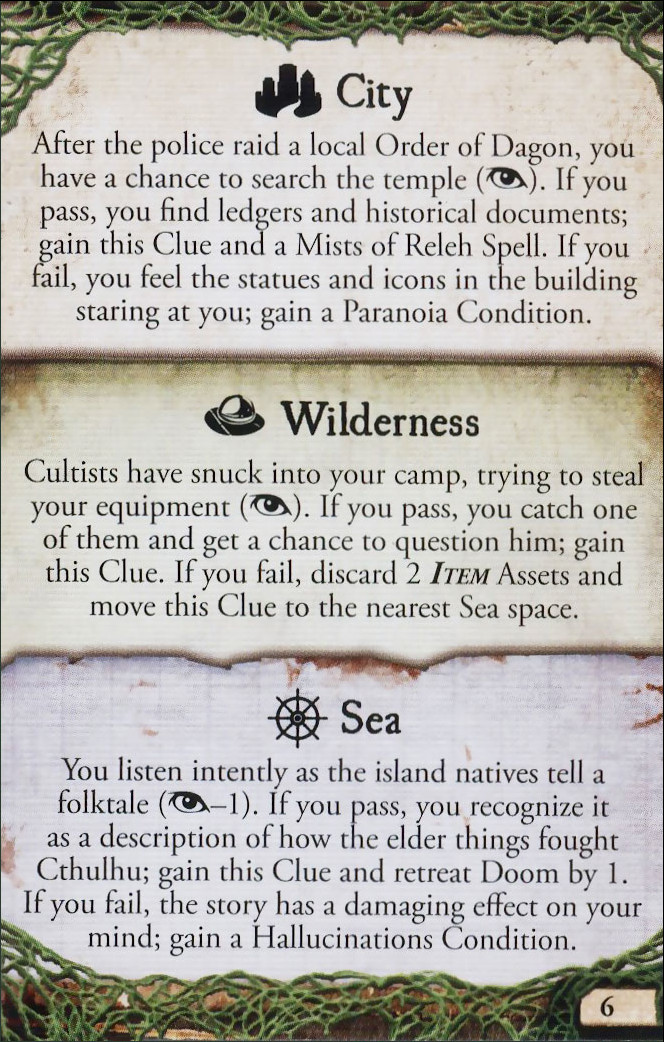 City
After the police raid a local Order of Dagon, you
have a chance to search the temple (). If you
pass, you find ledgers and historical documents;
gain this Clue and a Mists of Releh Spell. If you
fail, you feel the statues and icons in the building
staring at you; gain a Paranoia Condition.
Wilderness
Cultists have snuck into your camp, trying to steal
your equipment (). If you pass, you catch one
of them and get a chance to question him; gain
this Clue. If you fail, discard 2 ITEM Assets and
move this Clue to the nearest Sea space.
Sea
You listen intently as the island natives tell a
folktale (–1). If you pass, you recognize it
as a description of how the elder things fought
Cthulhu; gain this Clue and retreat Doom by 1.
If you fail, the story has a damaging effect on your
mind; gain a Hallucinations Condition.
6